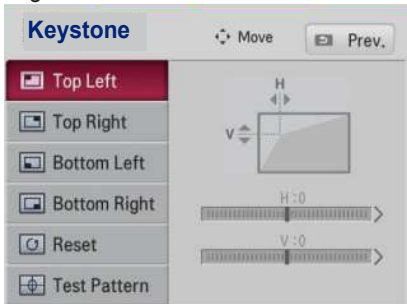 Keystone
Move
Prev.
Top Left
Top Right
Bottom Left
Bottom Right
Reset
Test Pattern
H
V
H :0
V :0